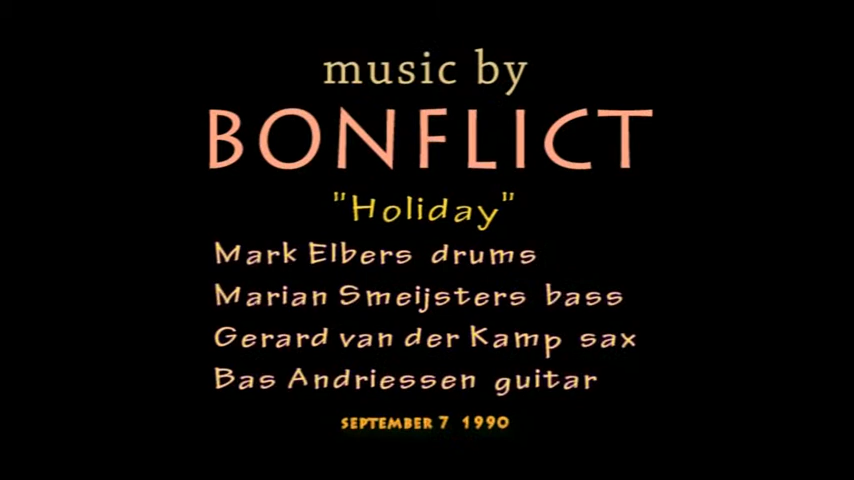 music by
BONFLICT
"Holiday"
Mark Elbers drums
Marian Smeijsters bass
Gerard van der Kamp sax
Bas Andriessen guitar
SEPTEMBER 7 1990